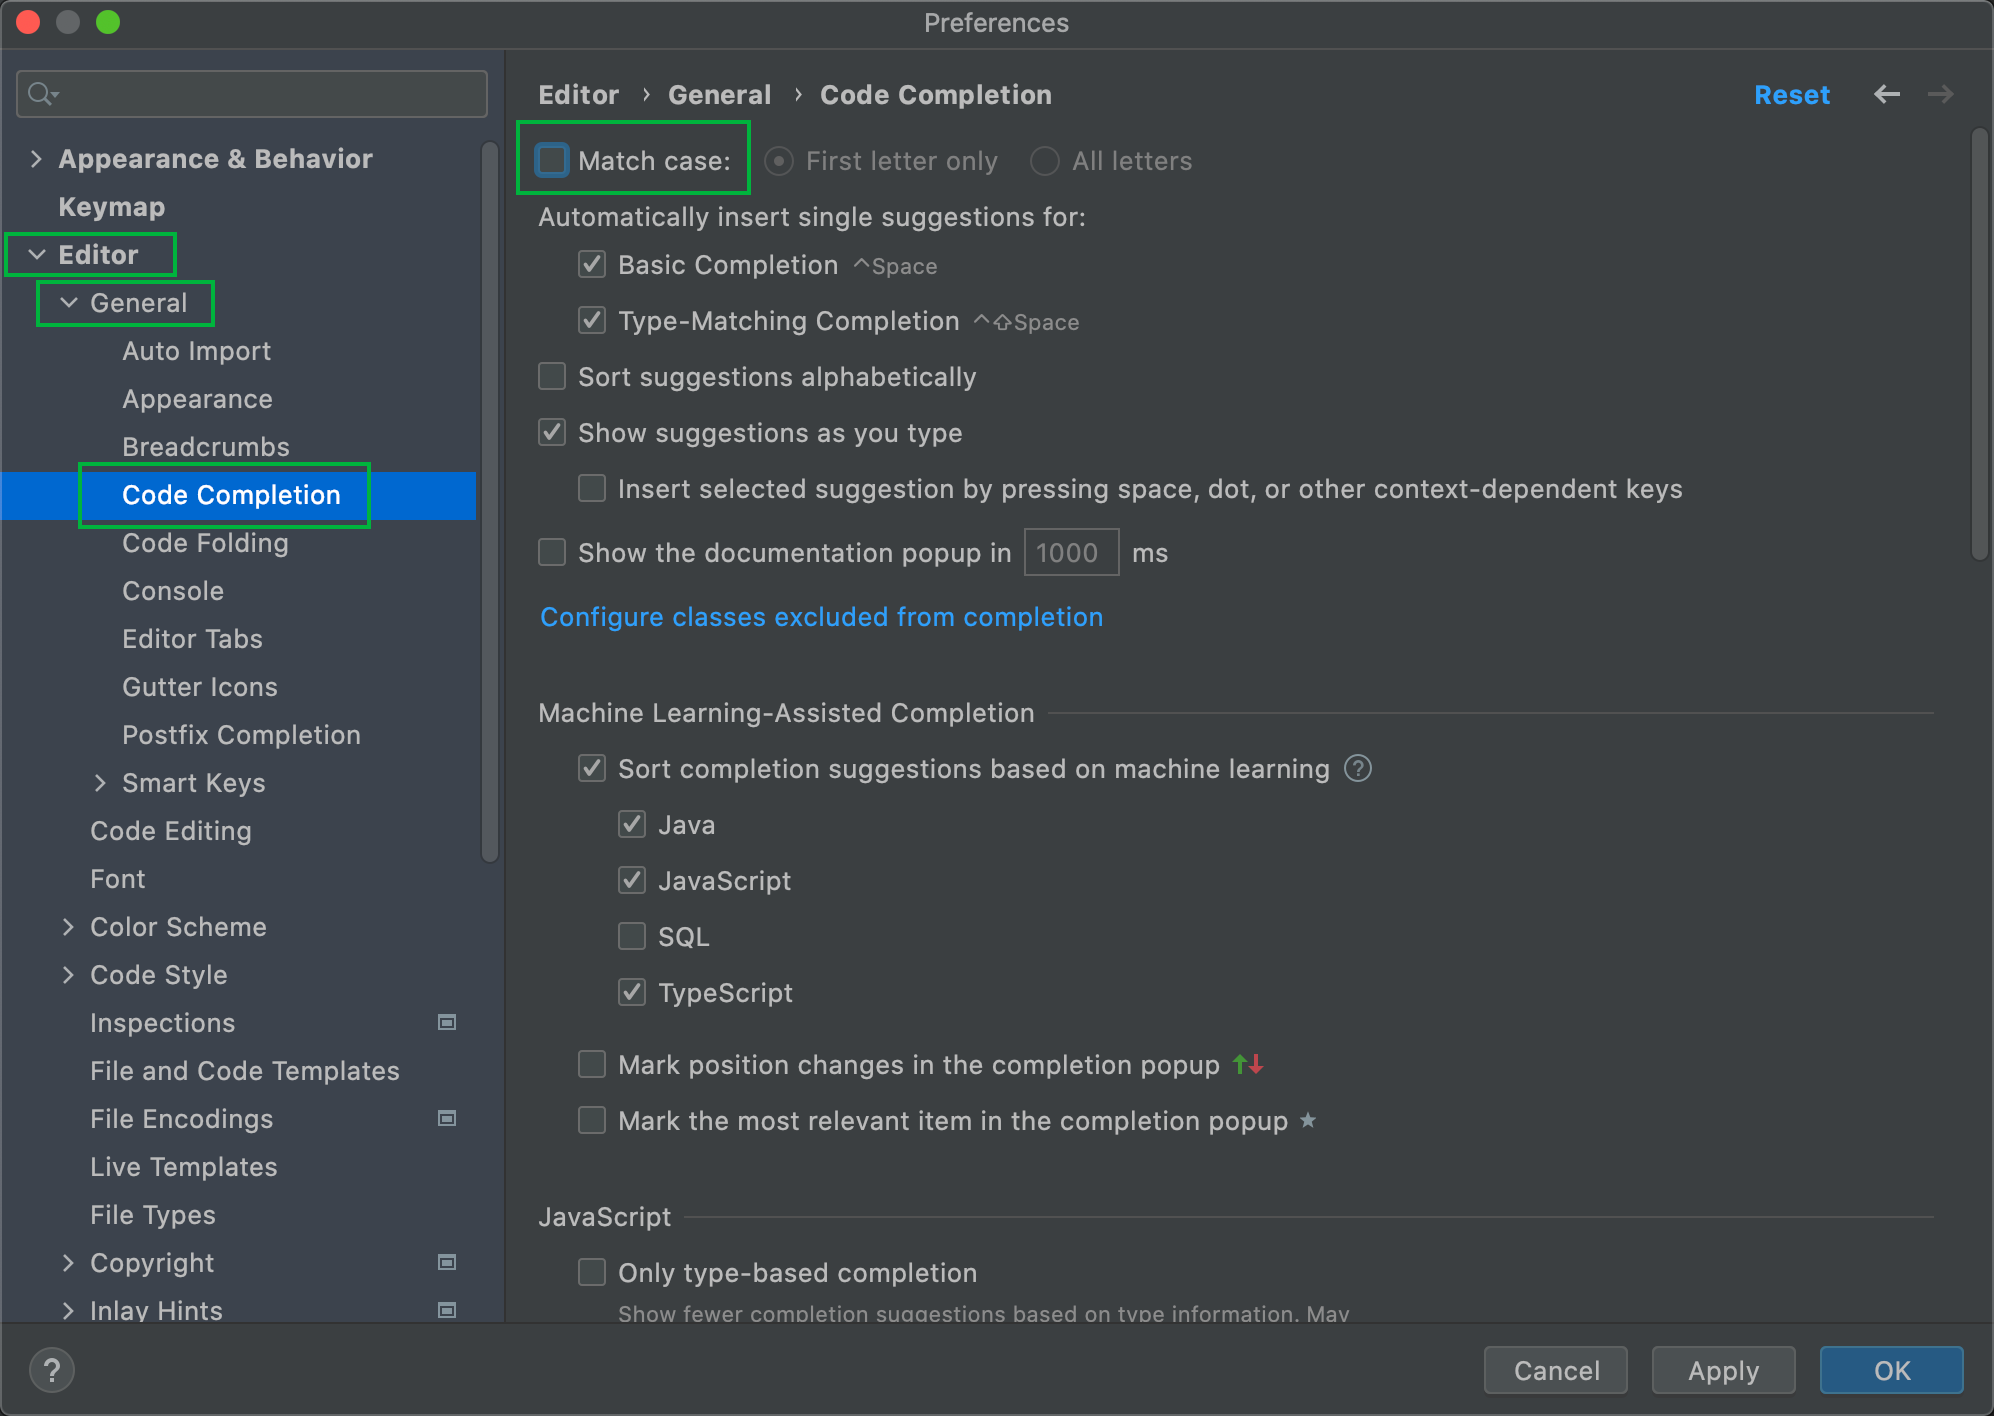 Preferences
Appearance & Behavior
Keymap
Editor
General
Auto Import
Appearance
Breadcrumbs
Code Completion
Code Folding
Console
Editor Tabs
Gutter Icons
Postfix Completion
Smart Keys
Code Editing
Font
Color Scheme
Code Style
Inspections
File and Code Templates
File Encodings
Live Templates
File Types
Copyright
Inlay Hints
Editor › General › Code Completion Reset
Match case: First letter only All letters
Automatically insert single suggestions for:
Basic Completion ^Space
Type-Matching Completion ^⇧Space
Sort suggestions alphabetically
Show suggestions as you type
Insert selected suggestion by pressing space, dot, or other context-dependent keys
Show the documentation popup in 1000 ms
Configure classes excluded from completion
Machine Learning-Assisted Completion
Sort completion suggestions based on machine learning ?
Java
JavaScript
SQL
TypeScript
Mark position changes in the completion popup
Mark the most relevant item in the completion popup
JavaScript
Only type-based completion
Show fewer completion suggestions based on type information. May
? Cancel Apply OK